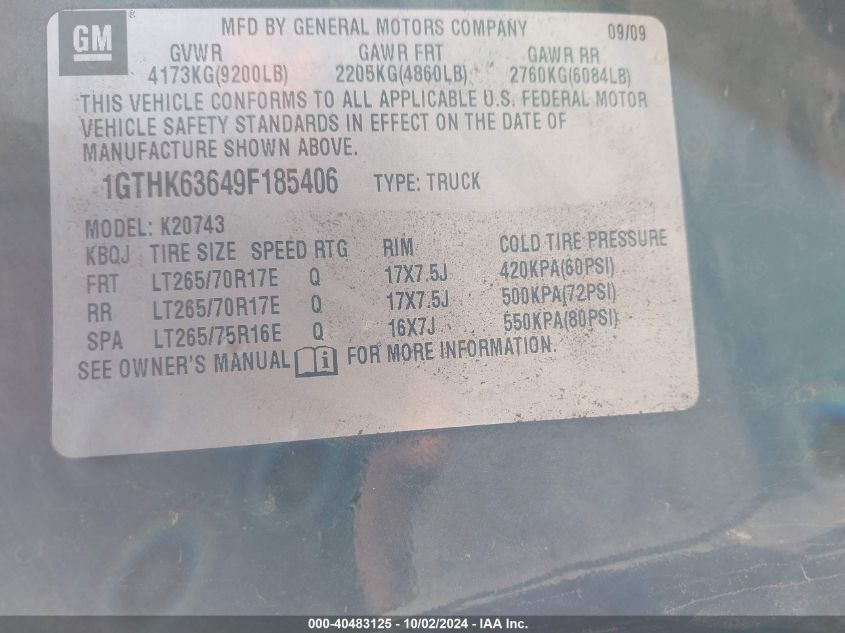 GM
MFD BY GENERAL MOTORS COMPANY 09/09
GVWR GAWR FRT GAWR RR
4173KG(9200LB) 2205KG(4860LB) 2760KG(6084LB)
THIS VEHICLE CONFORMS TO ALL APPLICABLE U.S. FEDERAL MOTOR
VEHICLE SAFETY STANDARDS IN EFFECT ON THE DATE OF
MANUFACTURE SHOWN ABOVE.
1GTHK63649F185406 TYPE: TRUCK
MODEL: K20743
KBQJ TIRE SIZE SPEED RTG RIM COLD TIRE PRESSURE
FRT LT265/70R17E Q 17X7.5J 420KPA(60PSI)
RR LT265/70R17E Q 17X7.5J 500KPA(72PSI)
SPA LT265/75R16E Q 16X7J 550KPA(80PSI)
SEE OWNER'S MANUAL i FOR MORE INFORMATION.
000-40483125 - 10/02/2024 - IAA Inc.